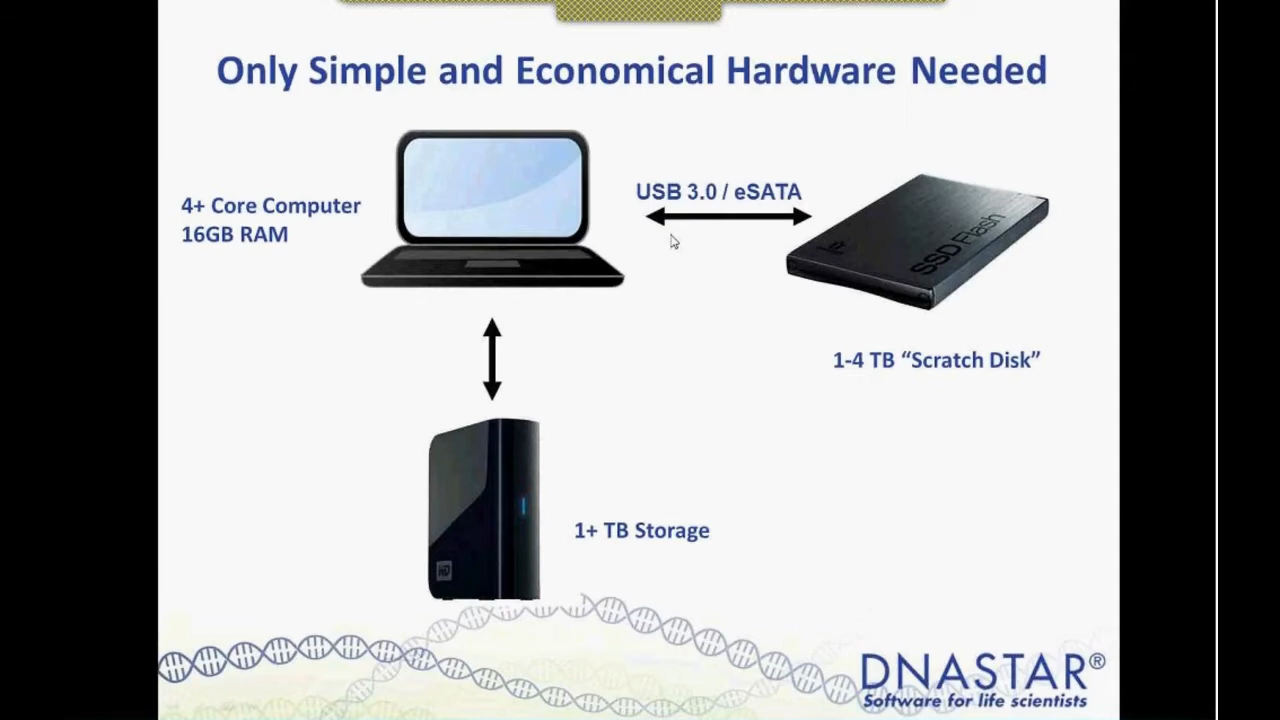 Only Simple and Economical Hardware Needed
4+ Core Computer
16GB RAM
USB 3.0 / eSATA
SSD Flash
1-4 TB “Scratch Disk”
1+ TB Storage
WD
DNASTAR®
Software for life scientists